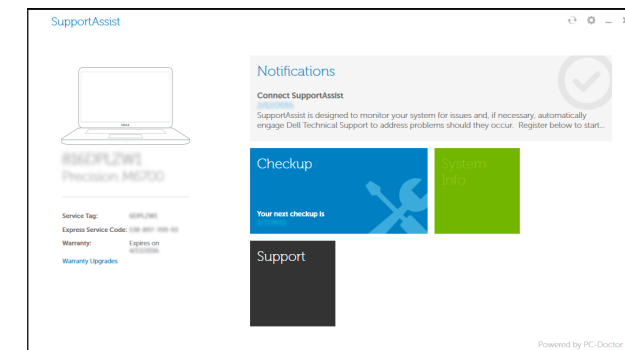 SupportAssist
Notifications
Connect SupportAssist
SupportAssist is designed to monitor your system for issues and, if necessary, automatically
engage Dell Technical Support to address problems should they occur. Register below to start...
Precision M6700
Service Tag:
Express Service Code:
Warranty: Expires on
Warranty Upgrades
Checkup
Your next checkup is
System
Info
Support
Powered by PC-Doctor